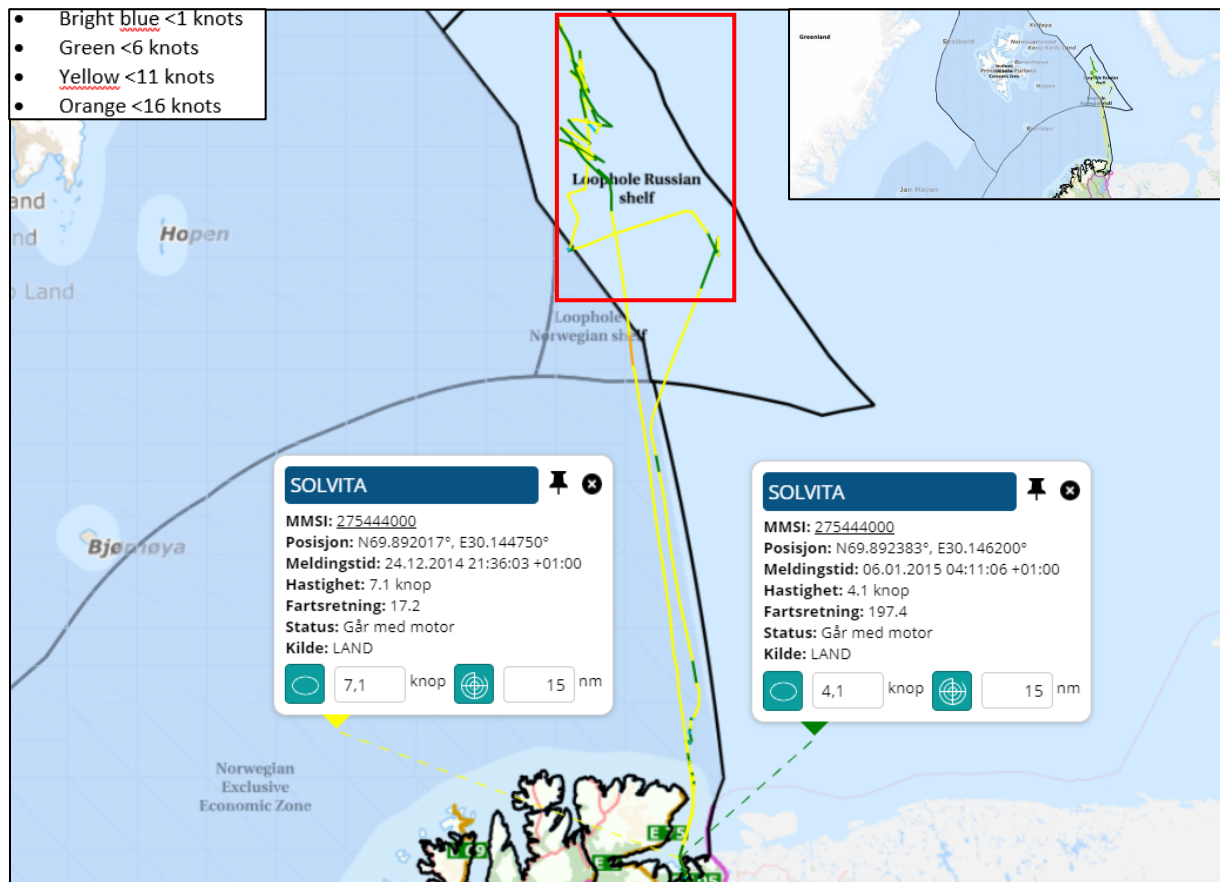 • Bright blue <1 knots
• Green <6 knots
• Yellow <11 knots
• Orange <16 knots
Greenland
Svalbard
Kvitøya
Kong Karls Land
Hopen
Bjørnøya
Jan Mayen
Loophole Russian
shelf
Hopen
Land
Loophole
Norwegian shelf
Bjørnøya
SOLVITA
MMSI: 275444000
Posisjon: N69.892017°, E30.144750°
Meldingstid: 24.12.2014 21:36:03 +01:00
Hastighet: 7.1 knop
Fartsretning: 17.2
Status: Går med motor
Kilde: LAND
7,1 knop 15 nm
SOLVITA
MMSI: 275444000
Posisjon: N69.892383°, E30.146200°
Meldingstid: 06.01.2015 04:11:06 +01:00
Hastighet: 4.1 knop
Fartsretning: 197.4
Status: Går med motor
Kilde: LAND
4,1 knop 15 nm
Norwegian
Exclusive
Economic Zone
E 75